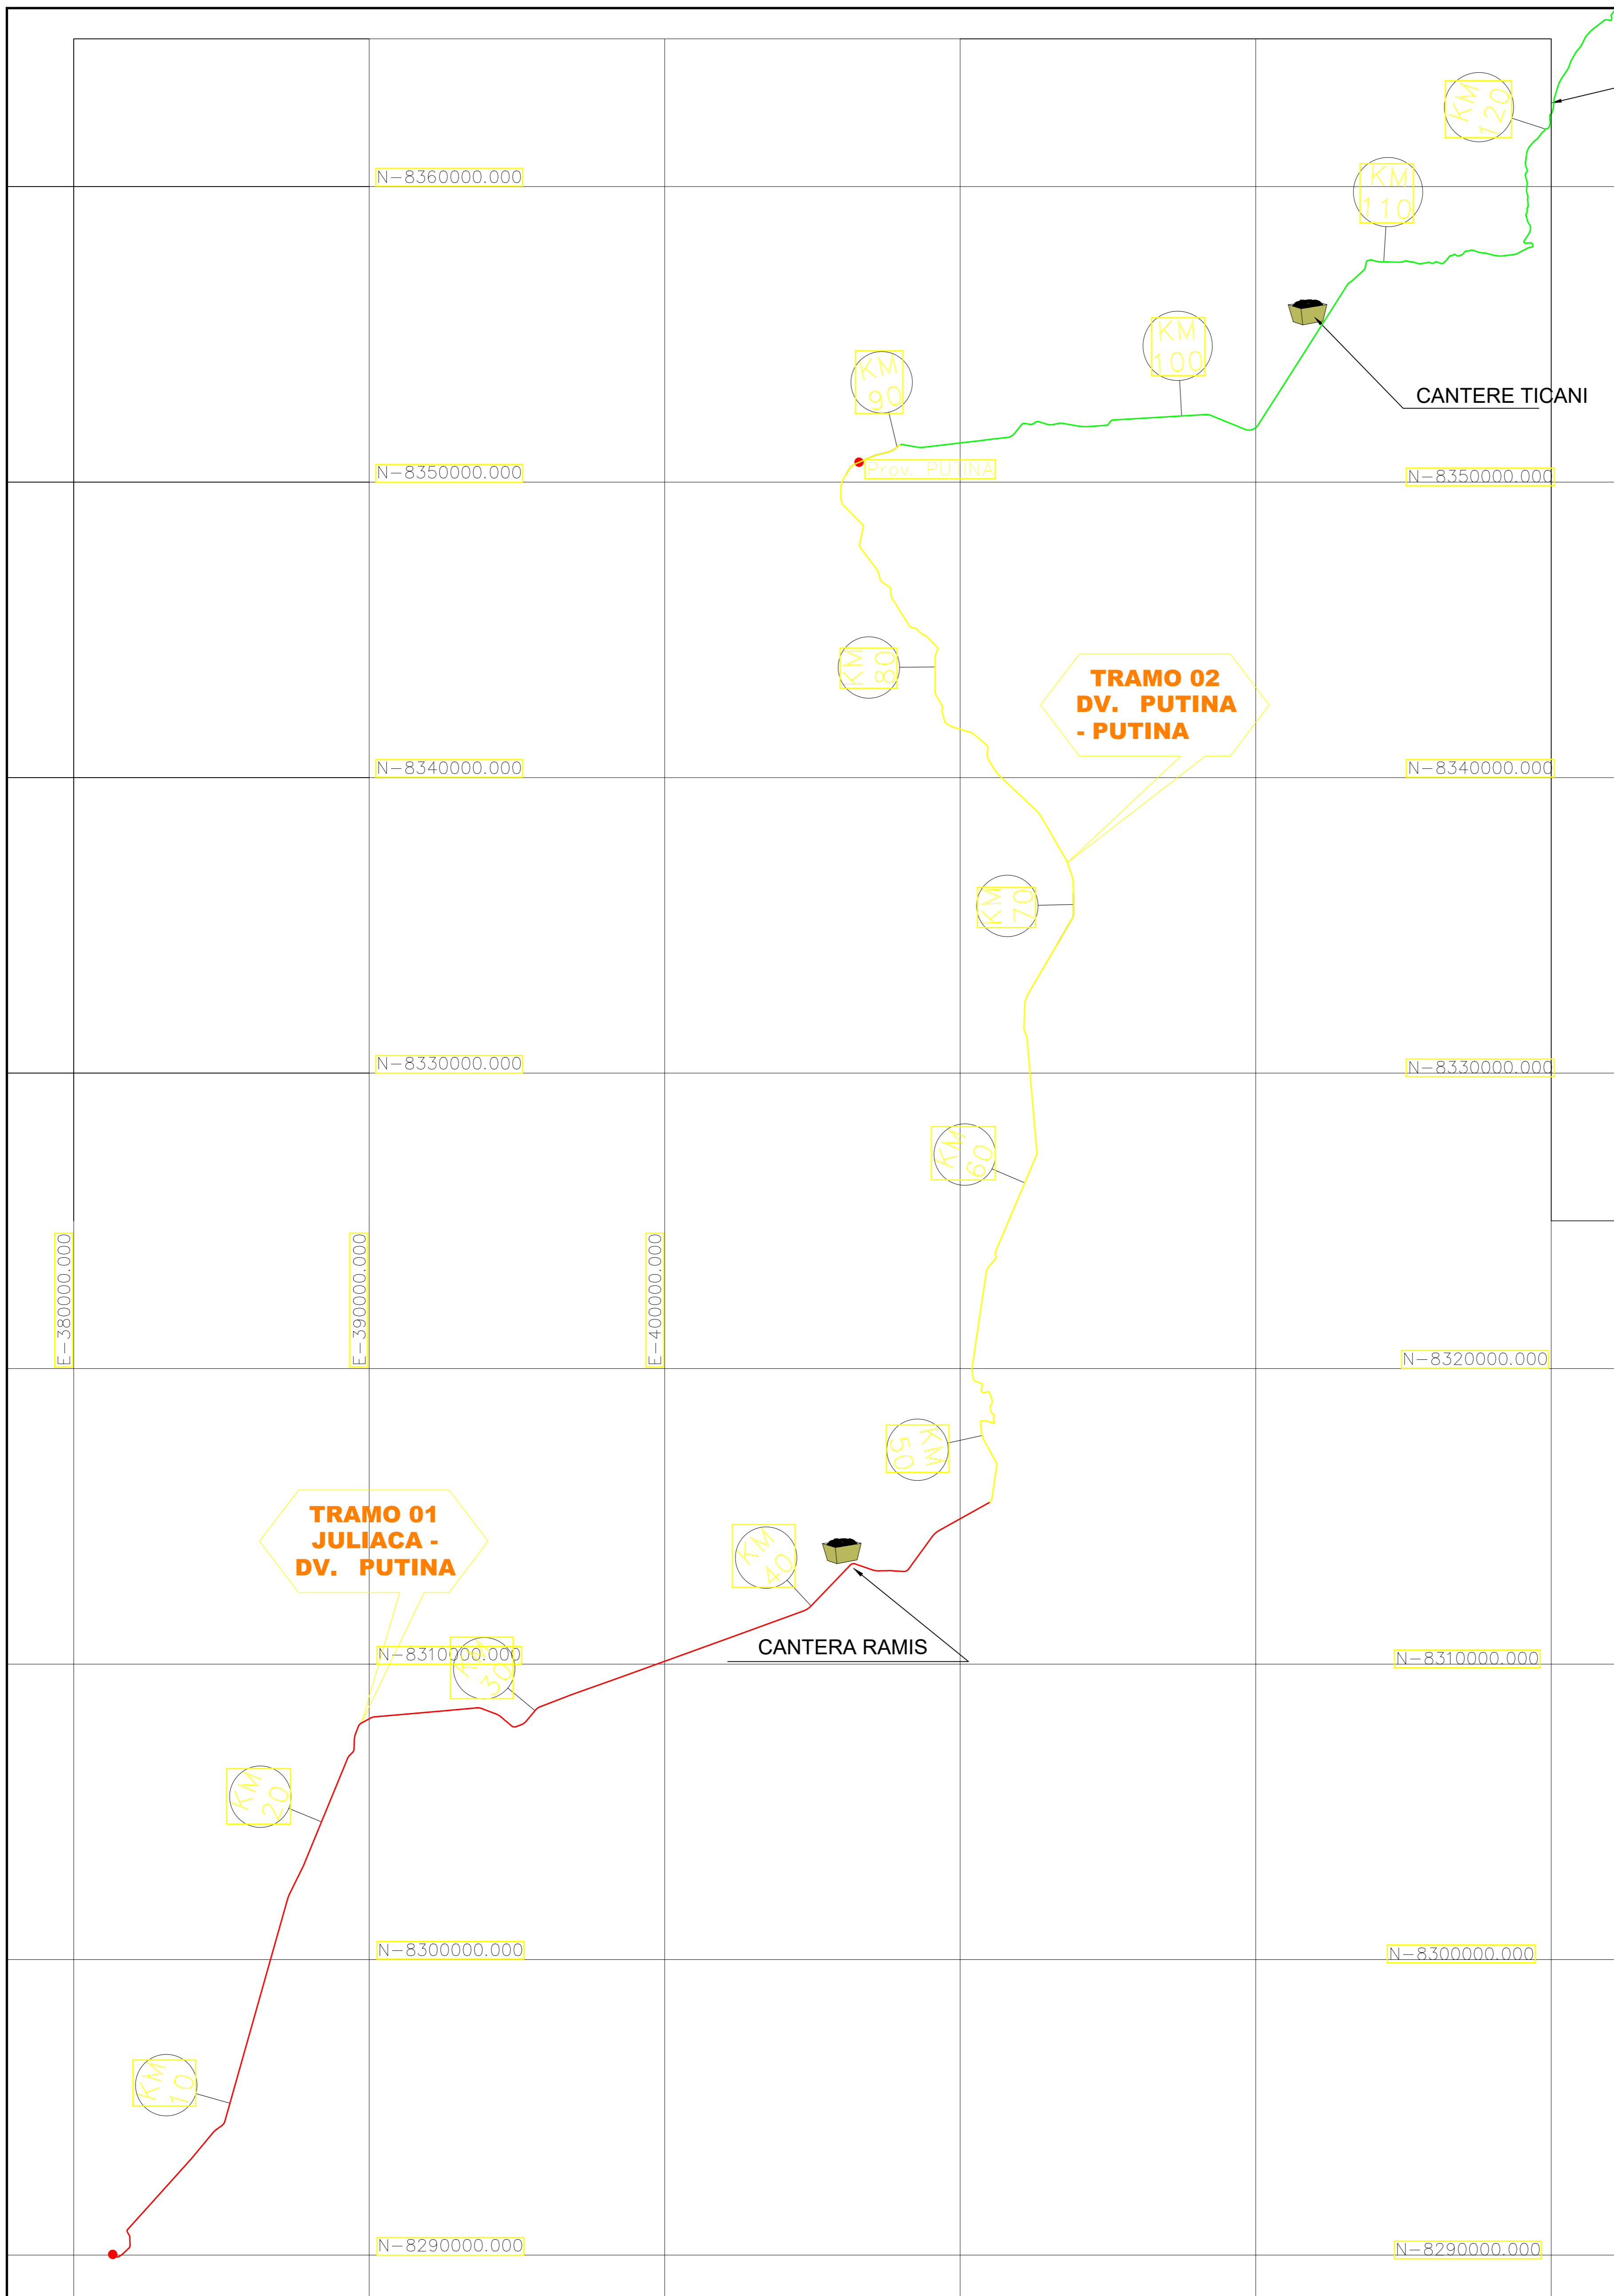 KM
120
N-8360000.000
KM
110
KM
100
CANTERE TICANI
KM
90
Prov. PUTINA
N-8350000.000
N-8350000.000
KM
80
TRAMO 02
DV. PUTINA
- PUTINA
N-8340000.000
N-8340000.000
KM
70
N-8330000.000
N-8330000.000
KM
60
E-380000.000
E-390000.000
E-400000.000
N-8320000.000
KM
50
TRAMO 01
JULIACA -
DV. PUTINA
KM
40
CANTERA RAMIS
N-8310000.000
KM
30
N-8310000.000
KM
20
N-8300000.000
N-8300000.000
KM
10
N-8290000.000
N-8290000.000